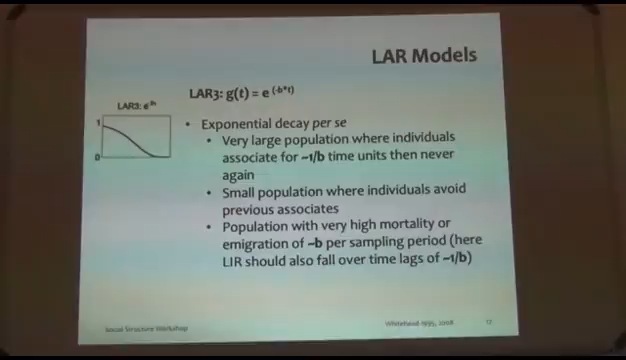 LAR Models
LAR3: g(t) = e (-b*t)
LAR3: e
1
0
• Exponential decay per se
• Very large population where individuals
associate for ~1/b time units then never
again
• Small population where individuals avoid
previous associates
• Population with very high mortality or
emigration of ~b per sampling period (here
LIR should also fall over time lags of ~1/b)
Social Structure Workshop
Whitehead 1995, 2008